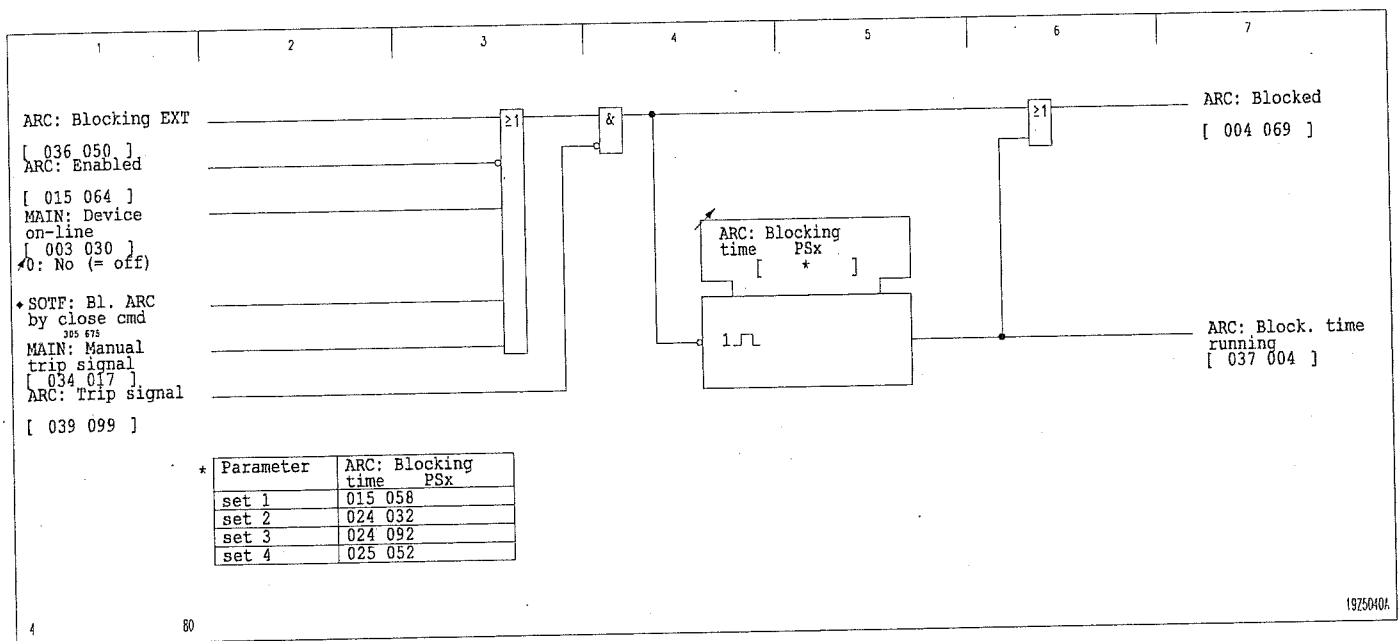 1 2 3 4 5 6 7
ARC: Blocking EXT
[ 036 050 ]
ARC: Enabled
[ 015 064 ]
MAIN: Device
on-line
[ 003 030 ]
0: No (= off)
SOTF: Bl. ARC
by close cmd
305 675
MAIN: Manual
trip signal
[ 034 017 ]
ARC: Trip signal
[ 039 099 ]
≥1
&
≥1
ARC: Blocked
[ 004 069 ]
ARC: Blocking
time PSx
[ * ]
1
ARC: Block. time
running
[ 037 004 ]
* Parameter ARC: Blocking
time PSx
set 1 015 058
set 2 024 032
set 3 024 092
set 4 025 052
4 80
19Z5040A